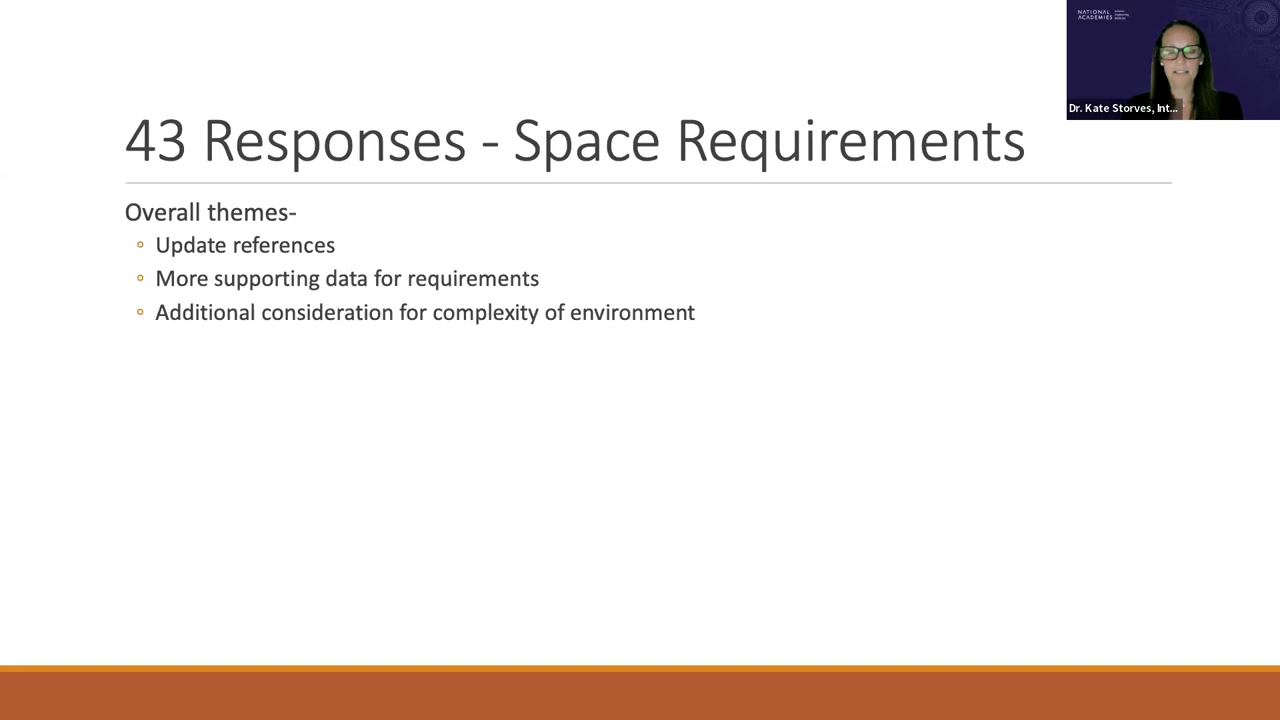 NATIONAL
ACADEMIES
Dr. Kate Storves, Int...
43 Responses - Space Requirements
Overall themes-
◦ Update references
◦ More supporting data for requirements
◦ Additional consideration for complexity of environment